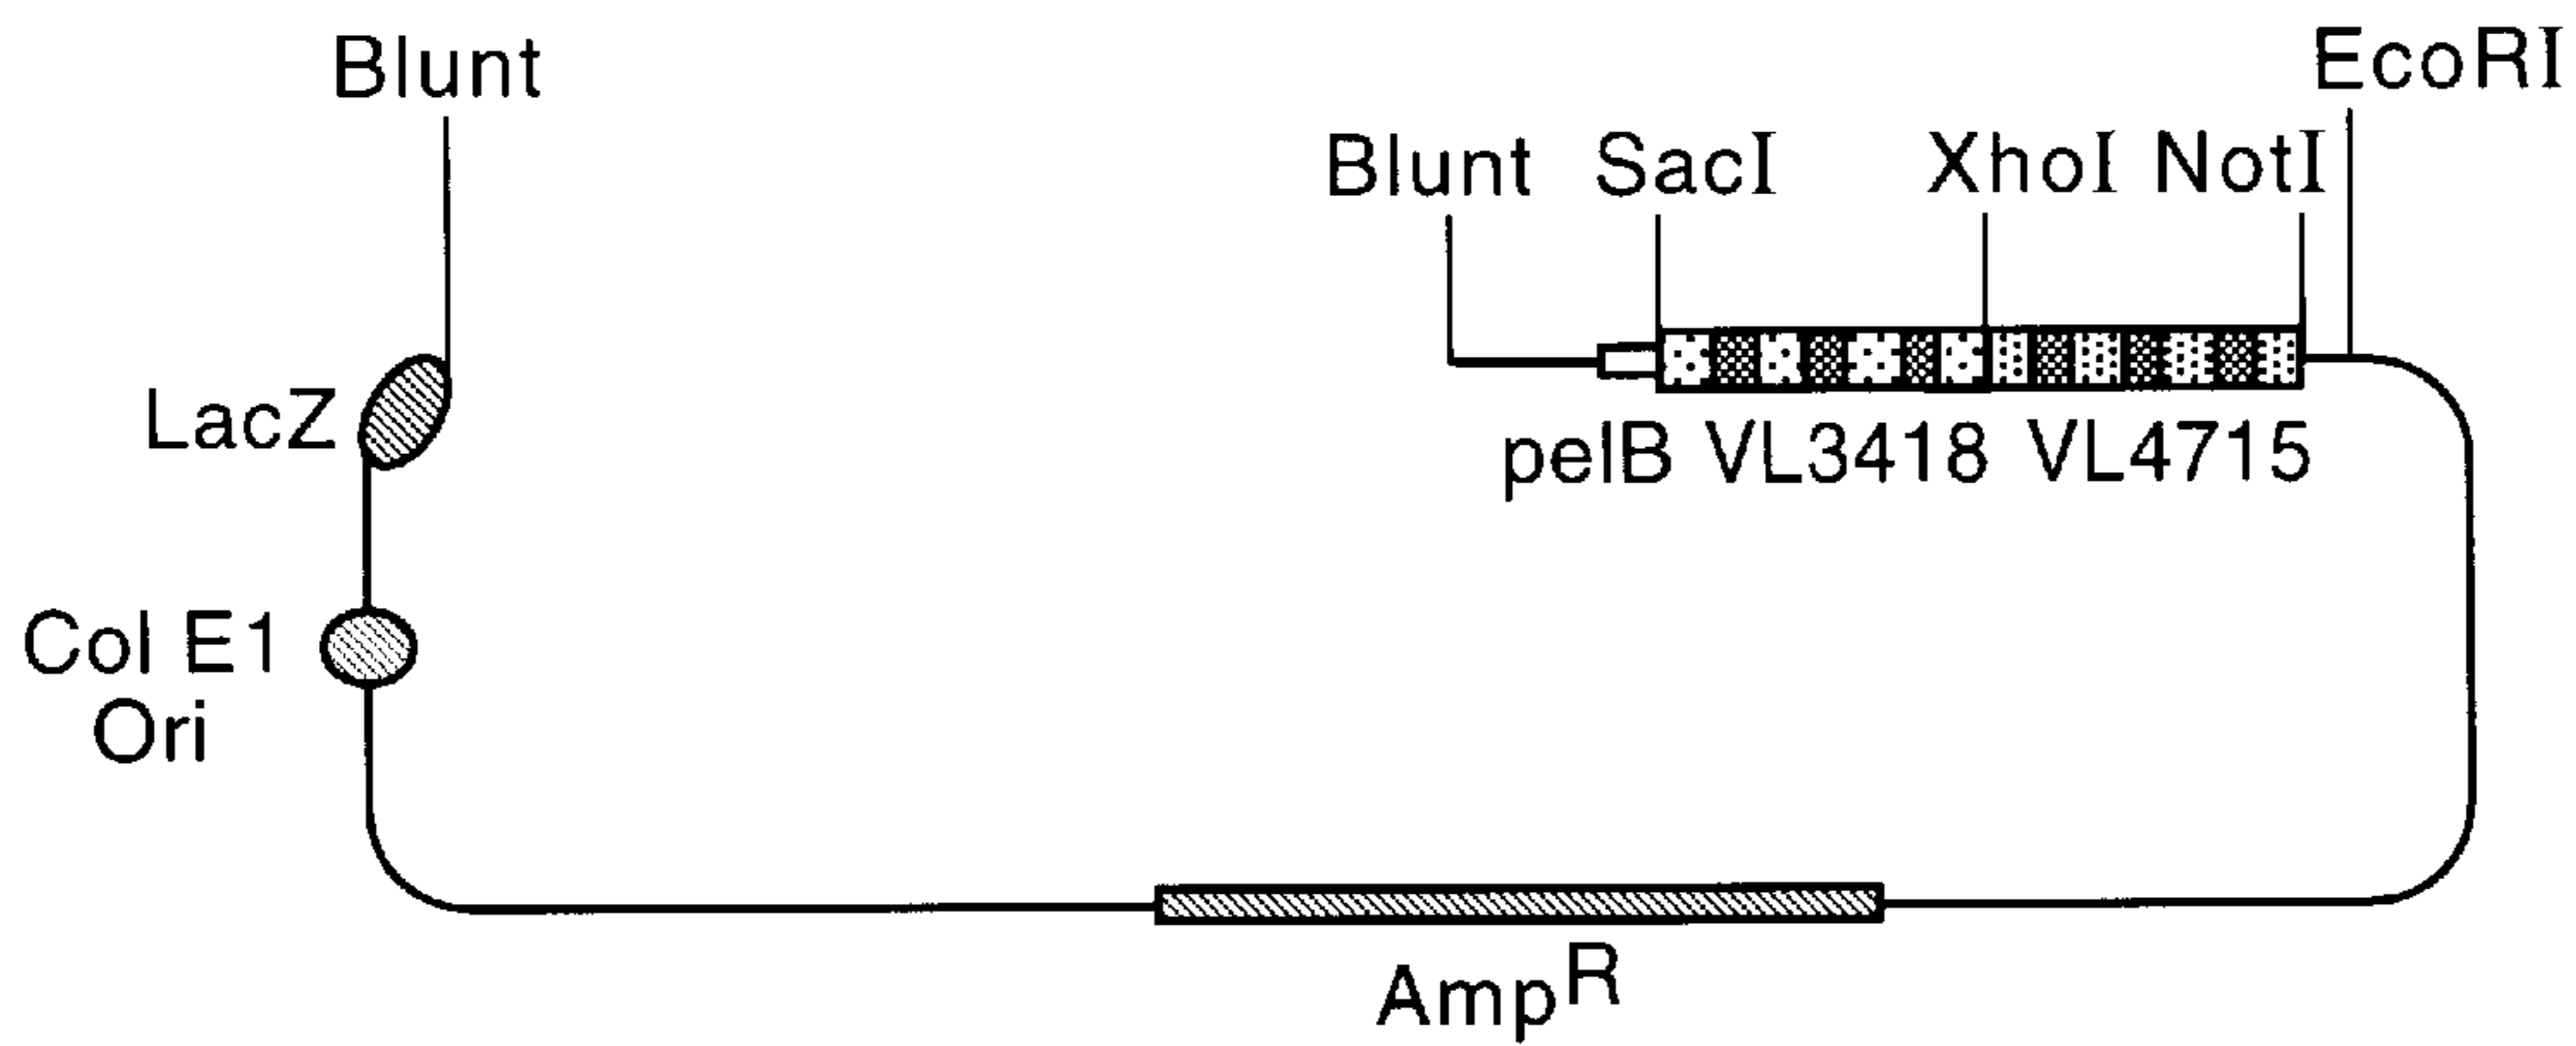 Blunt
EcoRI
Blunt SacI XhoI NotI
LacZ
pelB VL3418 VL4715
Col E1
Ori
AmpR